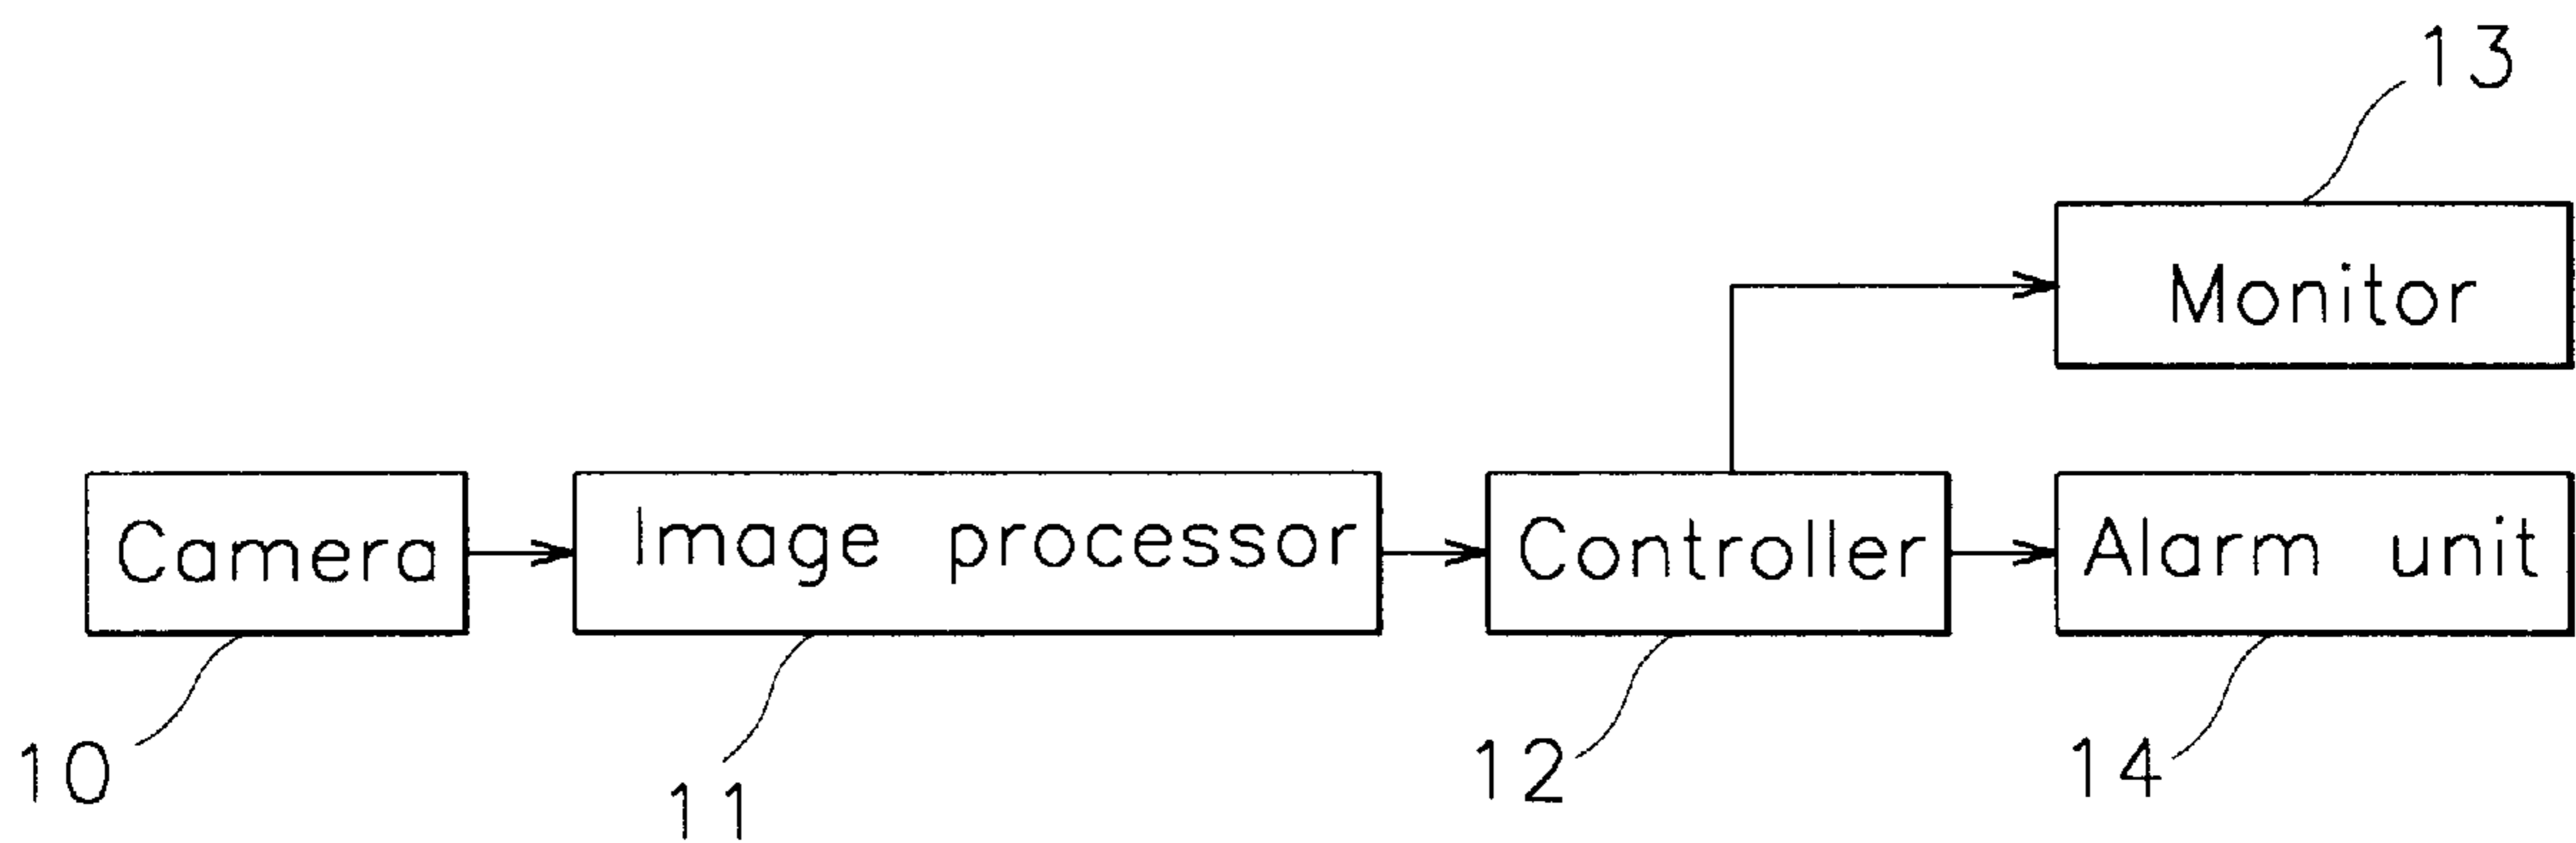 13
Monitor
Camera
Image processor
Controller
Alarm unit
10
11
12
14